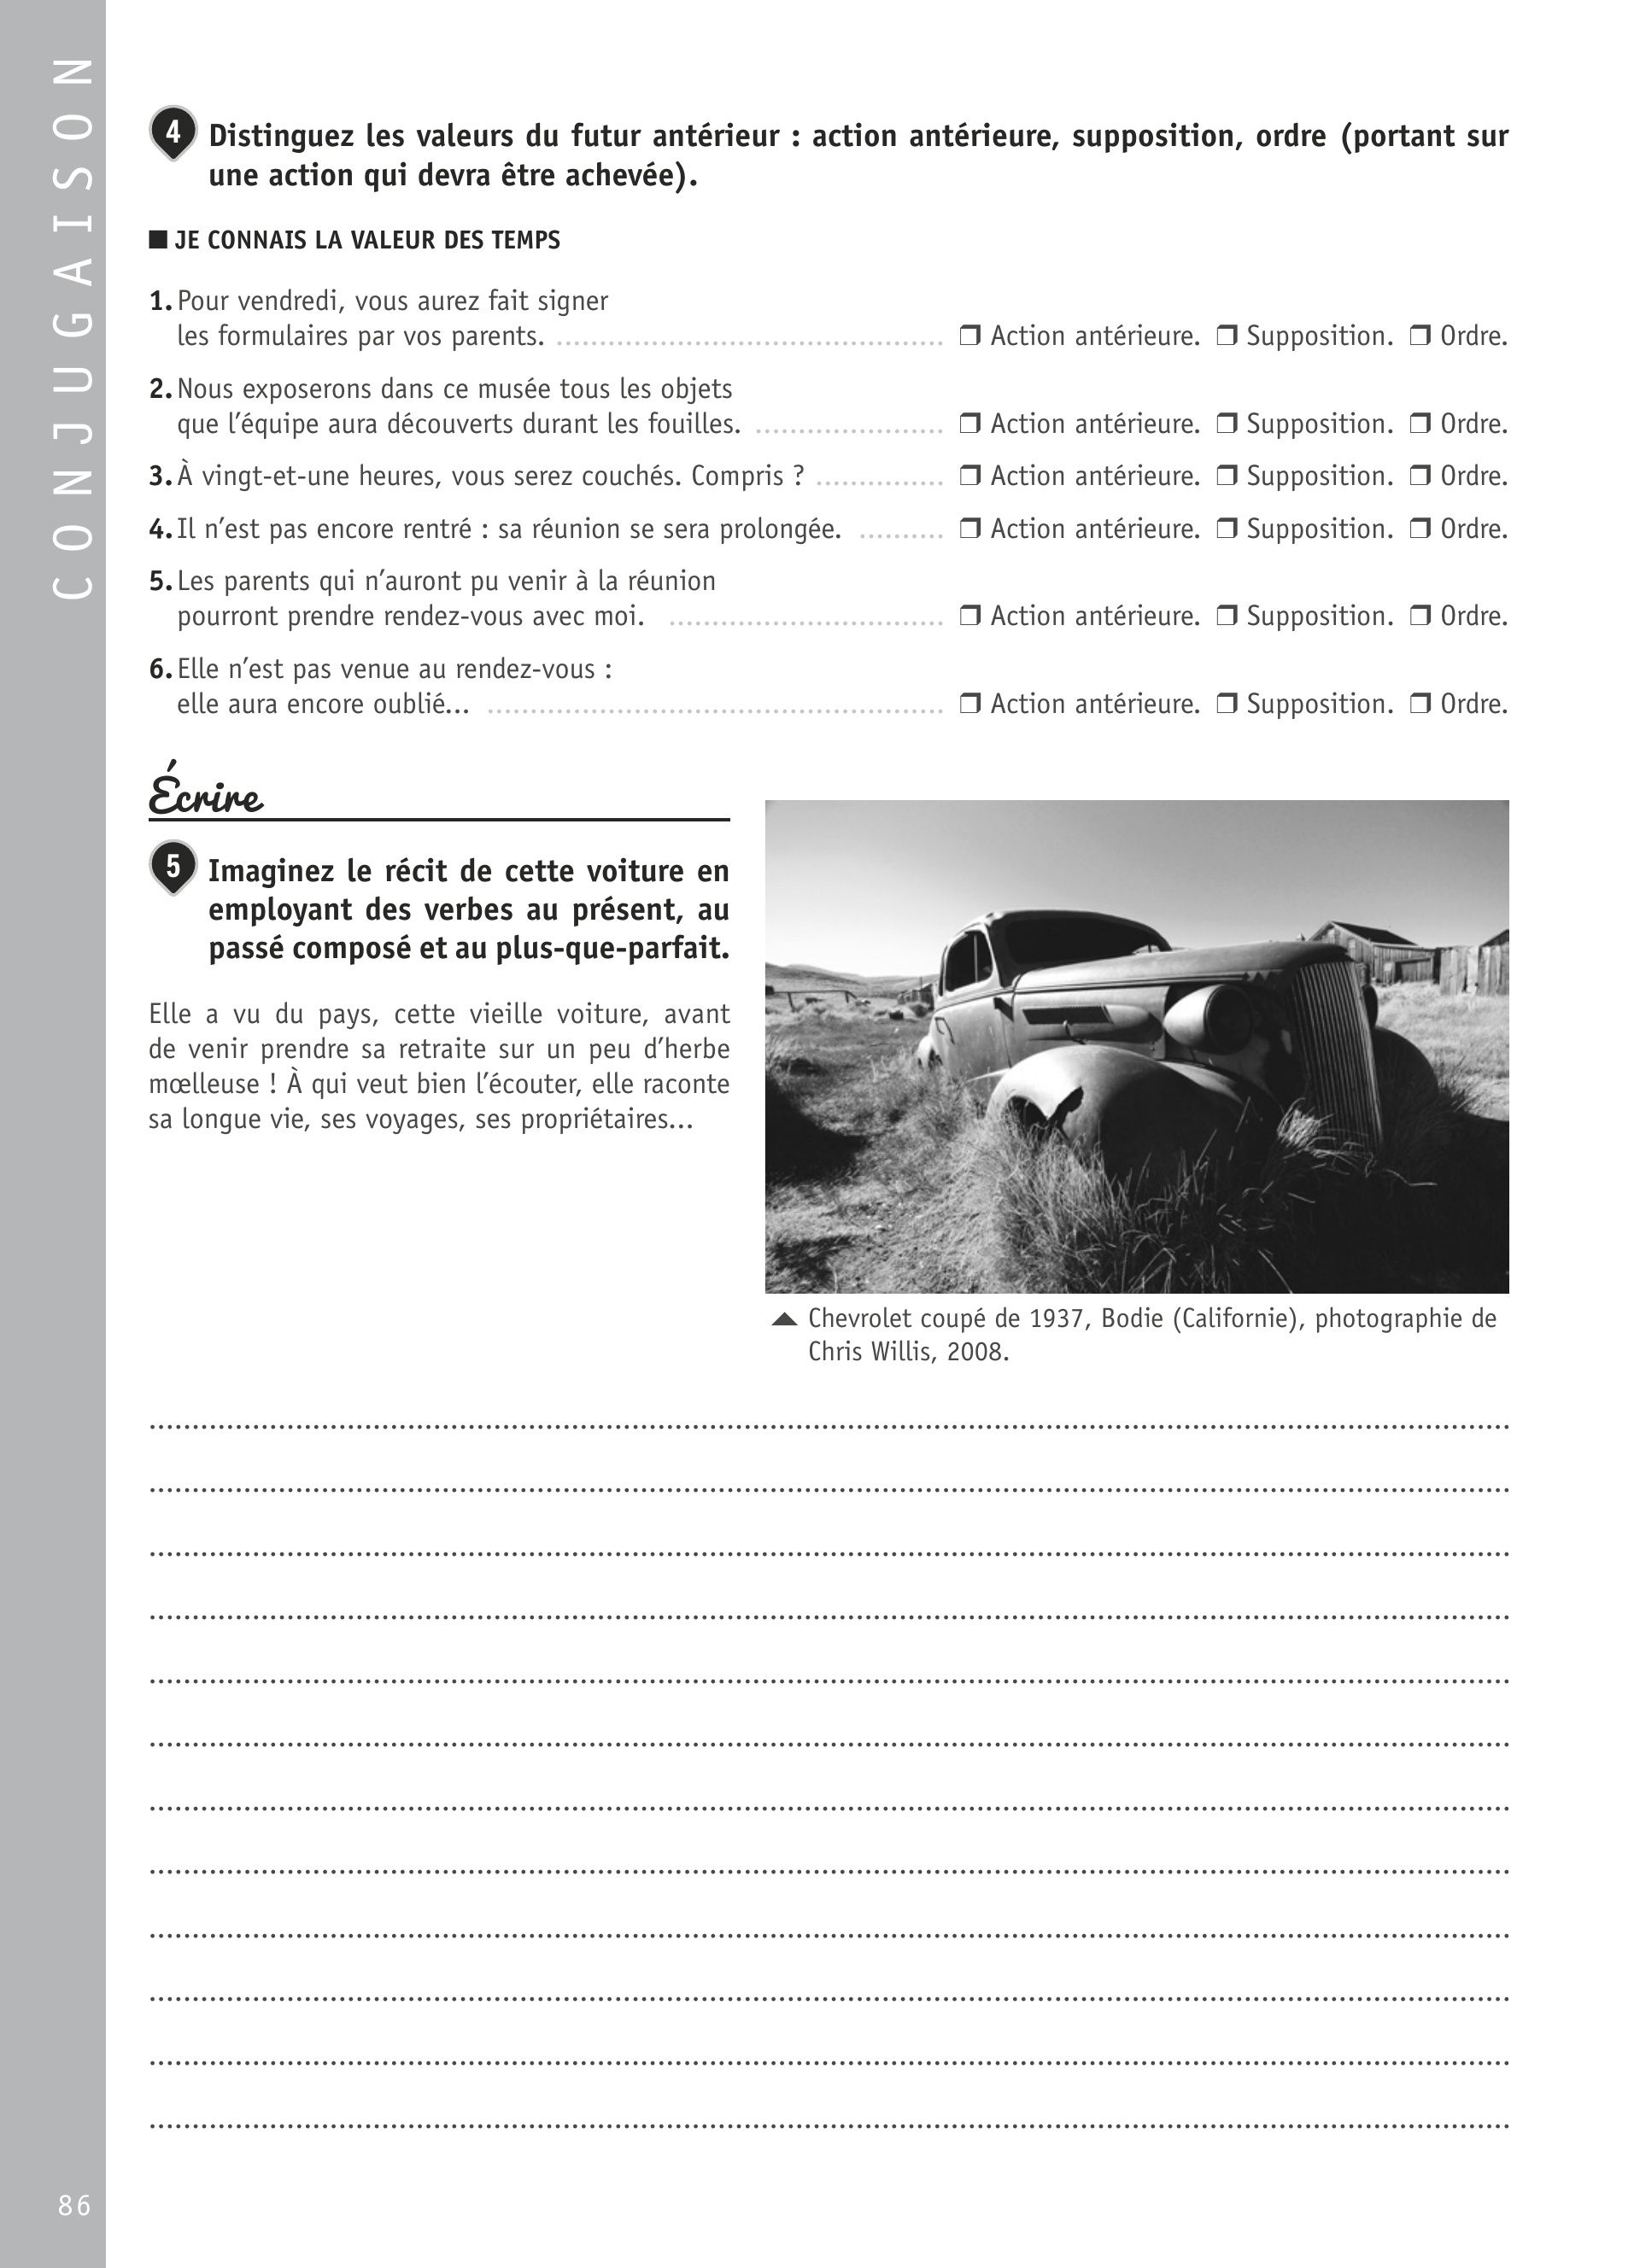 CONJUGAISON
4 Distinguez les valeurs du futur antérieur : action antérieure, supposition, ordre (portant sur
une action qui devra être achevée).
■ JE CONNAIS LA VALEUR DES TEMPS
1. Pour vendredi, vous aurez fait signer
les formulaires par vos parents. ............................................. ❒ Action antérieure. ❒ Supposition. ❒ Ordre.
2. Nous exposerons dans ce musée tous les objets
que l’équipe aura découverts durant les fouilles. ...................... ❒ Action antérieure. ❒ Supposition. ❒ Ordre.
3. À vingt-et-une heures, vous serez couchés. Compris ? ............... ❒ Action antérieure. ❒ Supposition. ❒ Ordre.
4. Il n’est pas encore rentré : sa réunion se sera prolongée. .......... ❒ Action antérieure. ❒ Supposition. ❒ Ordre.
5. Les parents qui n’auront pu venir à la réunion
pourront prendre rendez-vous avec moi. ................................ ❒ Action antérieure. ❒ Supposition. ❒ Ordre.
6. Elle n’est pas venue au rendez-vous :
elle aura encore oublié... ..................................................... ❒ Action antérieure. ❒ Supposition. ❒ Ordre.
Écrire
5 Imaginez le récit de cette voiture en
employant des verbes au présent, au
passé composé et au plus-que-parfait.
Elle a vu du pays, cette vieille voiture, avant
de venir prendre sa retraite sur un peu d’herbe
mœlleuse ! À qui veut bien l’écouter, elle raconte
sa longue vie, ses voyages, ses propriétaires...
Chevrolet coupé de 1937, Bodie (Californie), photographie de
Chris Willis, 2008.
86